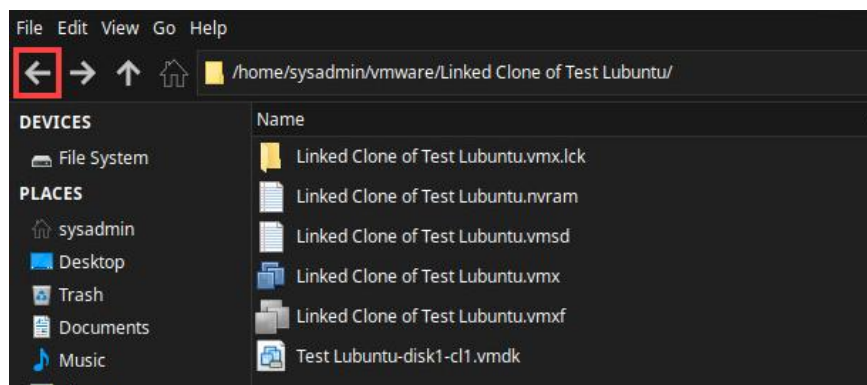 File Edit View Go Help
/home/sysadmin/vmware/Linked Clone of Test Lubuntu/
DEVICES
File System
PLACES
sysadmin
Desktop
Trash
Documents
Music
Name
Linked Clone of Test Lubuntu.vmx.lck
Linked Clone of Test Lubuntu.nvram
Linked Clone of Test Lubuntu.vmsd
Linked Clone of Test Lubuntu.vmx
Linked Clone of Test Lubuntu.vmxf
Test Lubuntu-disk1-cl1.vmdk